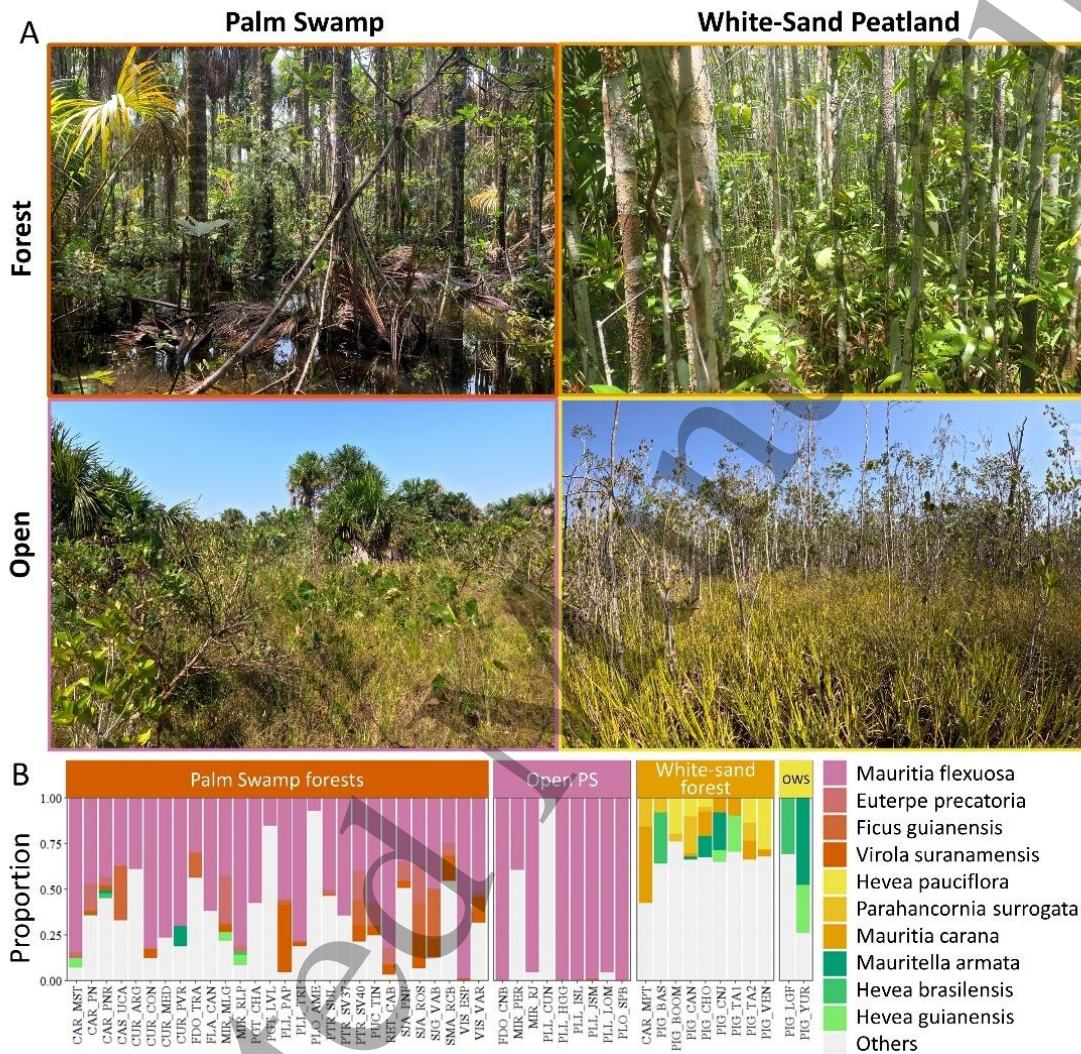 A
Palm Swamp
White-Sand Peatland
Forest
Open
B
Palm Swamp forests
Open PS
White-sand forest
OWS
Proportion
1.00
0.75
0.50
0.25
0.00
CAR_MST
CAR_PN
CAR_PNR
CAS_UCA
CUR_ARG
CUR_CON
CUR_MED
CUR_PVR
FDO_TRA
FLA_CAN
MIR_MLG
MIR_RLP
PCT_CHA
PGN_LVL
PLL_PAP
PLL_TRI
PLO_AME
PTR_SUL
PTR_SV37
PTR_SV40
PUC_TIN
RET_CAB
SJA_INF
SJA_ROS
SJG_VAB
SMA_RCB
VIS_ESP
VIS_VAR
FDO_CNB
MIR_PER
MIR_RJ
PLL_CUN
PLL_HGG
PLL_ISL
PLL_JSM
PLL_LOM
PLO_SPB
CAR_MPT
PIG_BAS
PIG_BOOM
PIG_CAN
PIG_CHO
PIG_CNJ
PIG_TA1
PIG_TA2
PIG_VEN
PIG_LGF
PIG_YUR
Mauritia flexuosa
Euterpe precatoria
Ficus guianensis
Virola suranamensis
Hevea pauciflora
Parahancornia surrogata
Mauritia carana
Mauritella armata
Hevea brasilensis
Hevea guianensis
Others